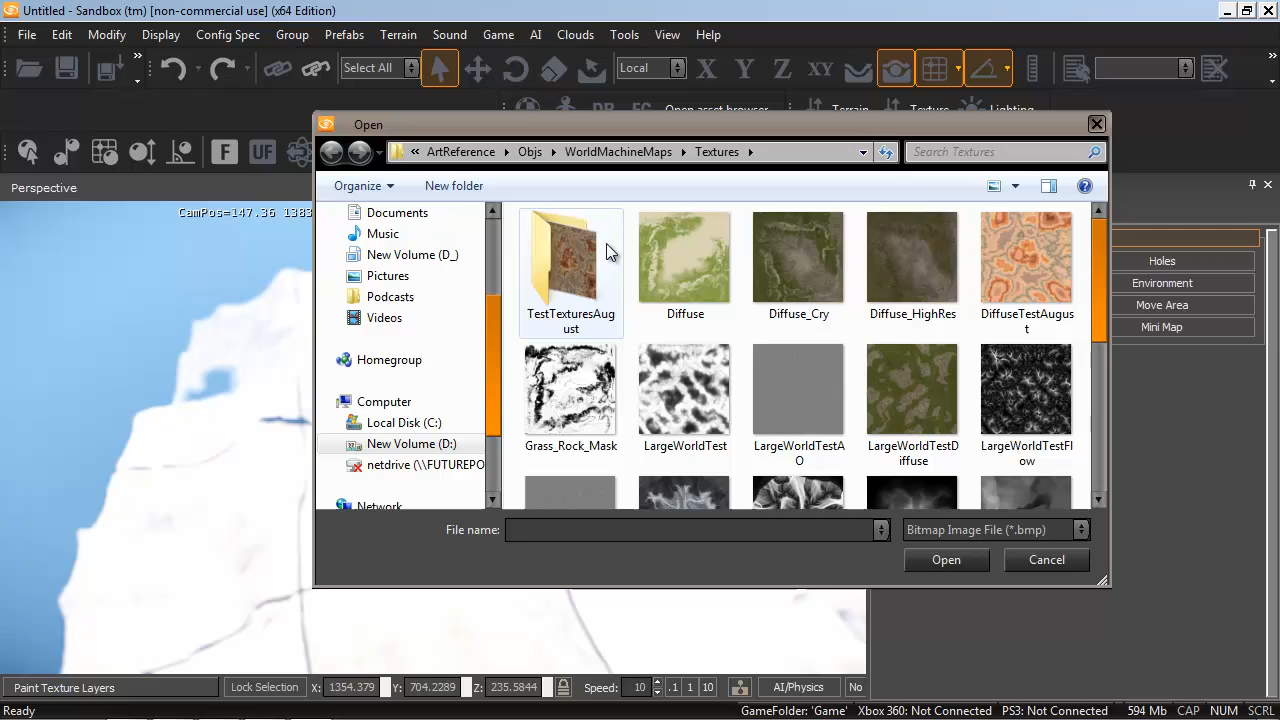 Untitled - Sandbox (tm) [non-commercial use] (x64 Edition)
File Edit Modify Display Config Spec Group Prefabs Terrain Sound Game AI Clouds Tools View Help
Select All Local X Y Z XY
Open asset browser Terrain Texture Lighting
F UF
Open
Perspective
CamPos=147.36
« ArtReference Objs WorldMachineMaps Textures Search Textures
Organize New folder
Documents
Music
New Volume (D_)
Pictures
Podcasts
Videos
Homegroup
Computer
Local Disk (C:)
New Volume (D:)
netdrive (\\FUTUREPO
Network
TestTexturesAugust
Diffuse
Diffuse_Cry
Diffuse_HighRes
DiffuseTestAugust
Grass_Rock_Mask
LargeWorldTest
LargeWorldTestAO
LargeWorldTestDiffuse
LargeWorldTestFlow
File name: Bitmap Image File (*.bmp)
Open Cancel
Holes
Environment
Move Area
Mini Map
Paint Texture Layers Lock Selection X: 1354.379 Y: 704.2289 Z: 235.5844 Speed: 10 .1 1 10 AI/Physics No
Ready GameFolder: 'Game' Xbox 360: Not Connected PS3: Not Connected 594 Mb CAP NUM SCRL